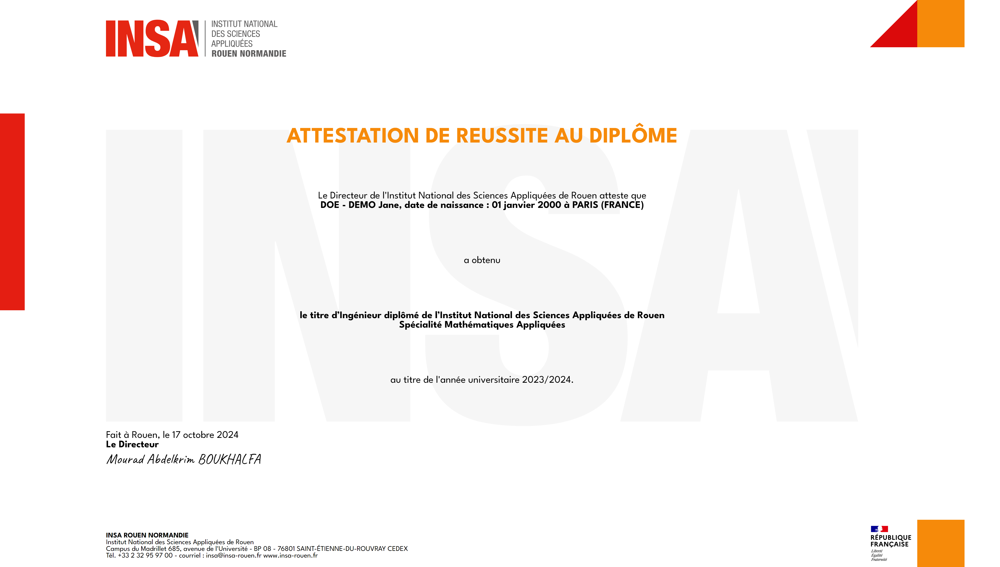 INSA
INSTITUT NATIONAL
DES SCIENCES
APPLIQUÉES
ROUEN NORMANDIE
ATTESTATION DE REUSSITE AU DIPLÔME
Le Directeur de l'Institut National des Sciences Appliquées de Rouen atteste que
DOE - DEMO Jane, date de naissance : 01 janvier 2000 à PARIS (FRANCE)
a obtenu
le titre d’Ingénieur diplômé de l’Institut National des Sciences Appliquées de Rouen
Spécialité Mathématiques Appliquées
au titre de l'année universitaire 2023/2024.
INSA
Fait à Rouen, le 17 octobre 2024
Le Directeur
Mourad Abdelkrim BOUKHALFA
INSA ROUEN NORMANDIE
Institut National des Sciences Appliquées de Rouen
Campus du Madrillet 685, avenue de l'Université - BP 08 - 76801 SAINT-ÉTIENNE-DU-ROUVRAY CEDEX
Tél. +33 2 32 95 97 00 - courriel : insa@insa-rouen.fr www.insa-rouen.fr
RÉPUBLIQUE
FRANÇAISE
Liberté
Égalité
Fraternité